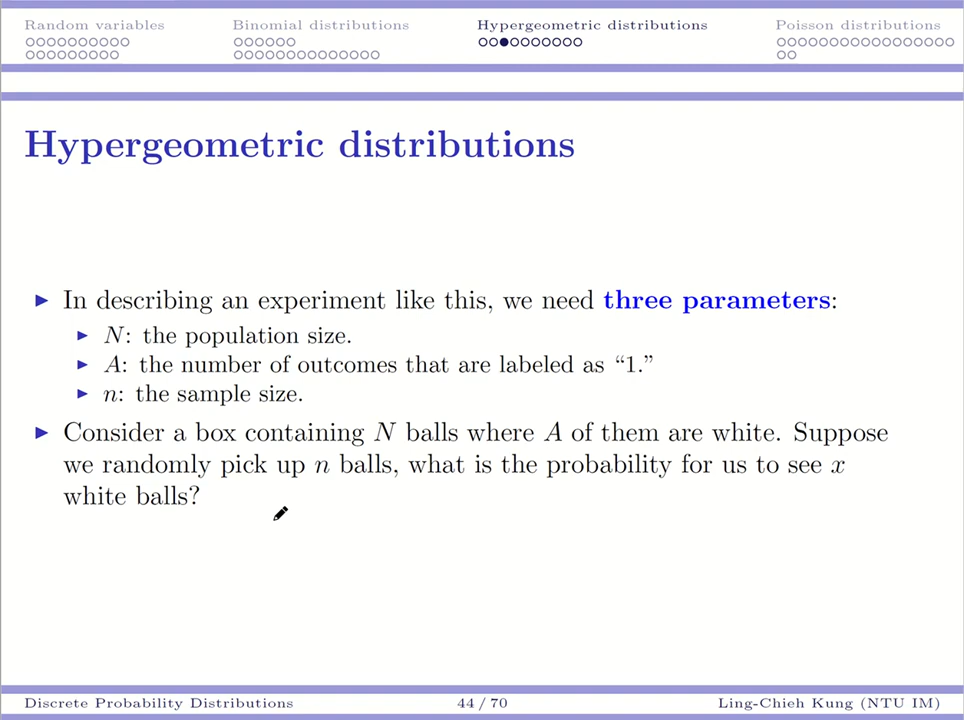 Random variables Binomial distributions Hypergeometric distributions Poisson distributions
Hypergeometric distributions
In describing an experiment like this, we need three parameters:
N: the population size.
A: the number of outcomes that are labeled as “1.”
n: the sample size.
Consider a box containing N balls where A of them are white. Suppose
we randomly pick up n balls, what is the probability for us to see x
white balls?
Discrete Probability Distributions 44 / 70 Ling-Chieh Kung (NTU IM)